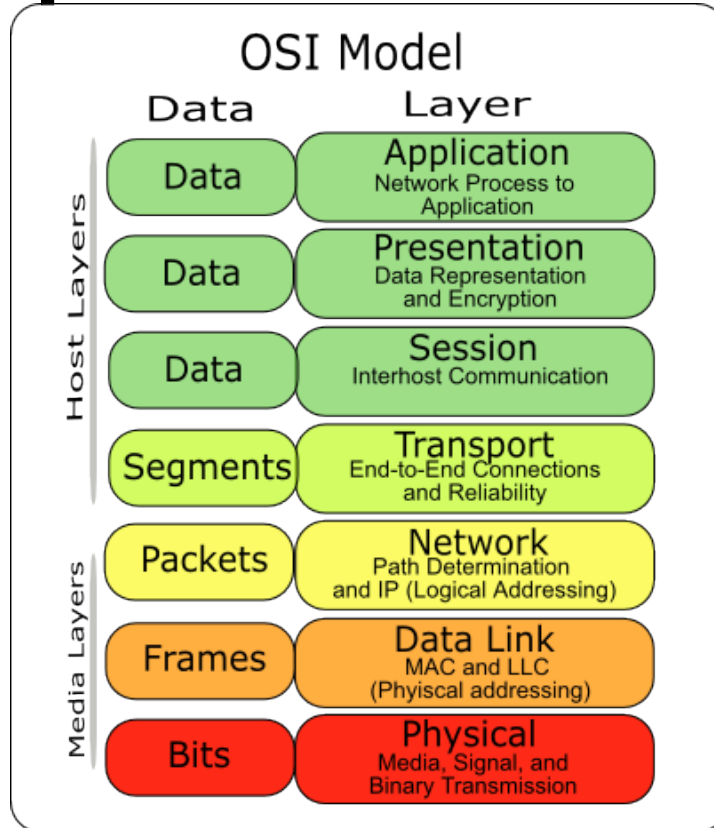 OSI Model
Data Layer
Host Layers
Data
Application
Network Process to
Application
Data
Presentation
Data Representation
and Encryption
Data
Session
Interhost Communication
Segments
Transport
End-to-End Connections
and Reliability
Media Layers
Packets
Network
Path Determination
and IP (Logical Addressing)
Frames
Data Link
MAC and LLC
(Phyiscal addressing)
Bits
Physical
Media, Signal, and
Binary Transmission